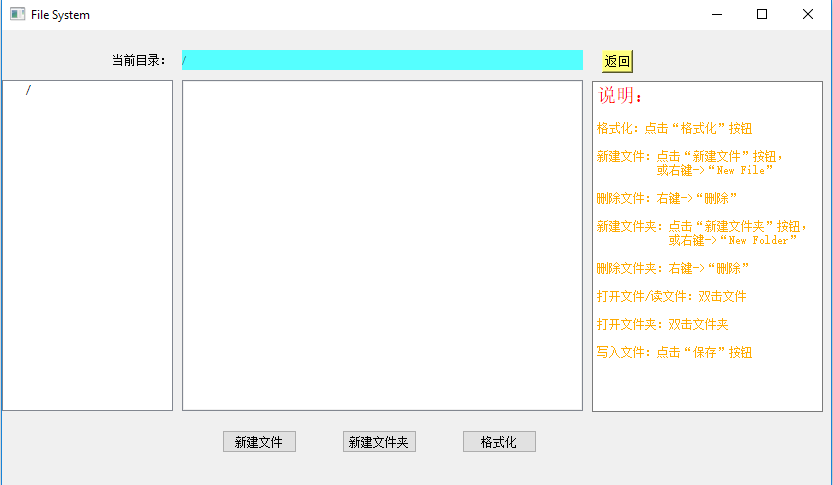 File System
当前目录： / 返回
/
说明：
格式化：点击“格式化”按钮
新建文件：点击“新建文件”按钮，
或右键->“New File”
删除文件：右键->“删除”
新建文件夹：点击“新建文件夹”按钮，
或右键->“New Folder”
删除文件夹：右键->“删除”
打开文件/读文件：双击文件
打开文件夹：双击文件夹
写入文件：点击“保存”按钮
新建文件 新建文件夹 格式化